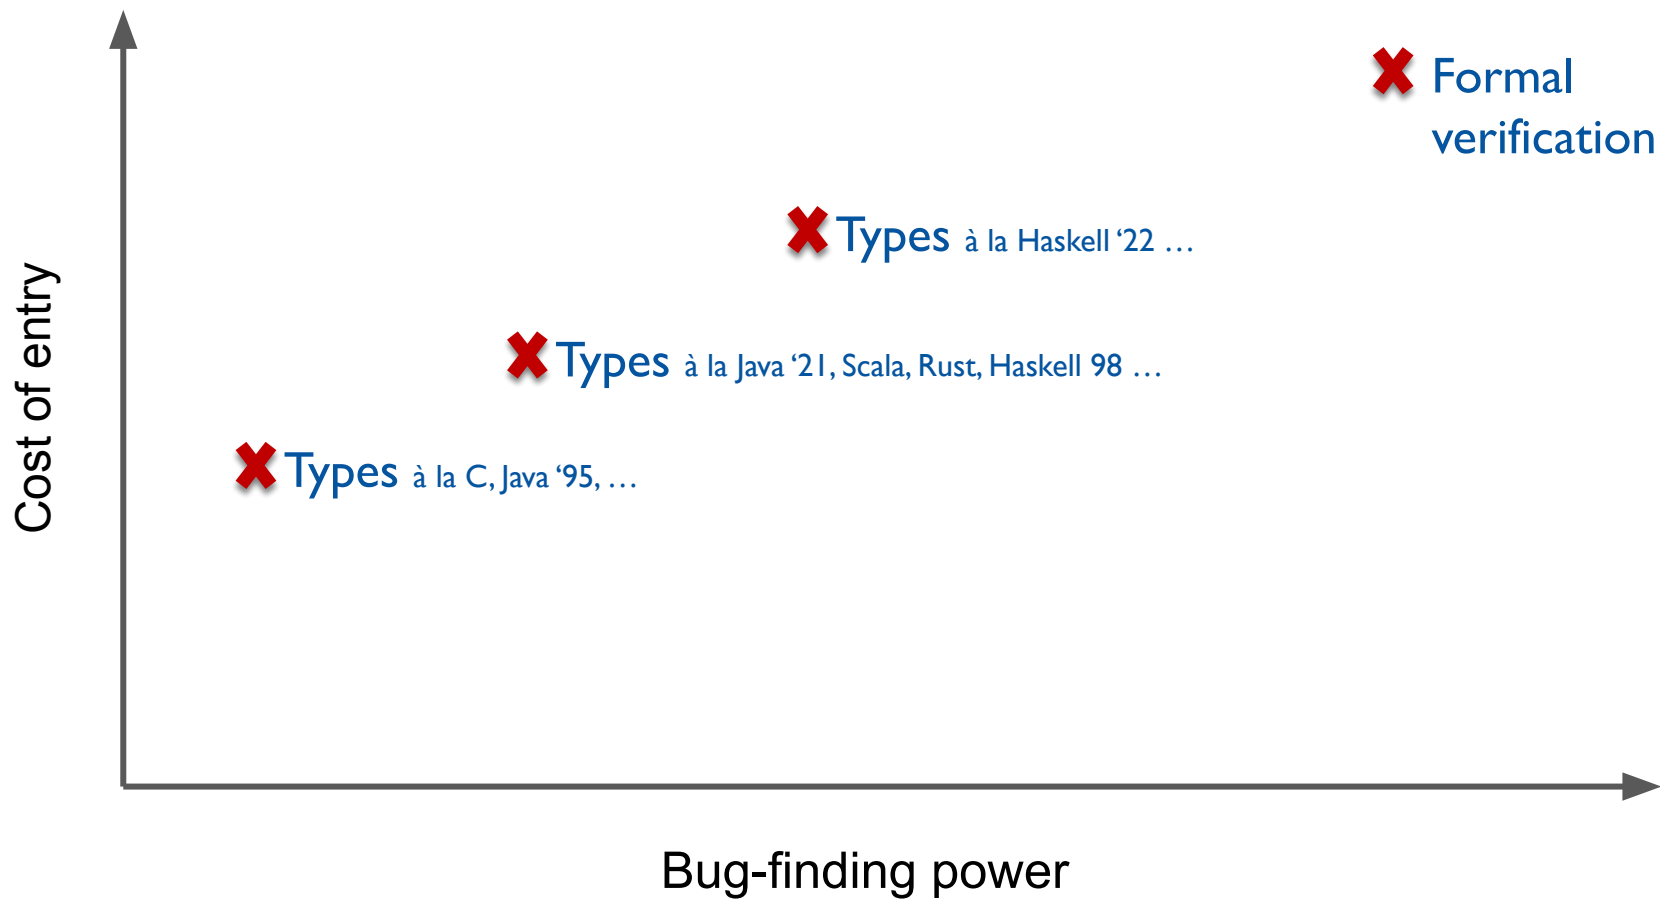 Formal
verification
Types à la Haskell ‘22 …
Types à la Java ‘21, Scala, Rust, Haskell 98 …
Types à la C, Java ‘95, …
Cost of entry
Bug-finding power